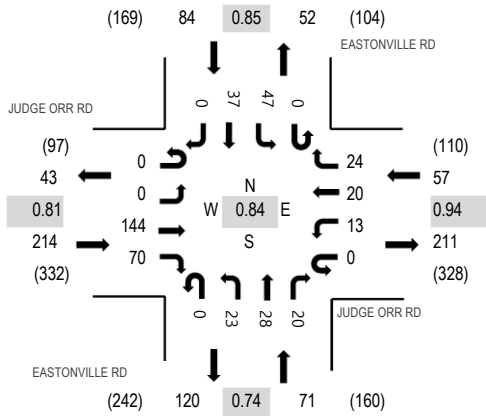 (169) 84 0.85 52 (104)
EASTONVILLE RD
0 37 47 0
JUDGE ORR RD
(97) 0 24 (110)
43 0 N 20 57
0.81 W 0.84 E 0.94
214 144 S 13 211
(332) 70 0 (328)
0 23 28 20
JUDGE ORR RD
EASTONVILLE RD
(242) 120 0.74 71 (160)